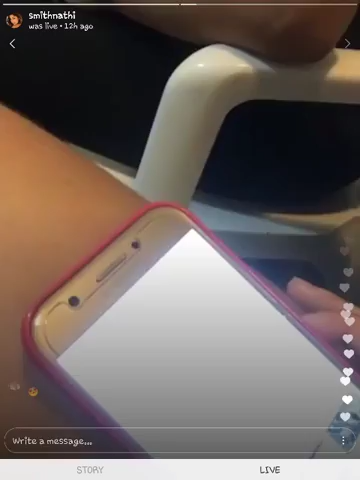 smithnathi
was live • 12h ago
Write a message...
STORY
LIVE